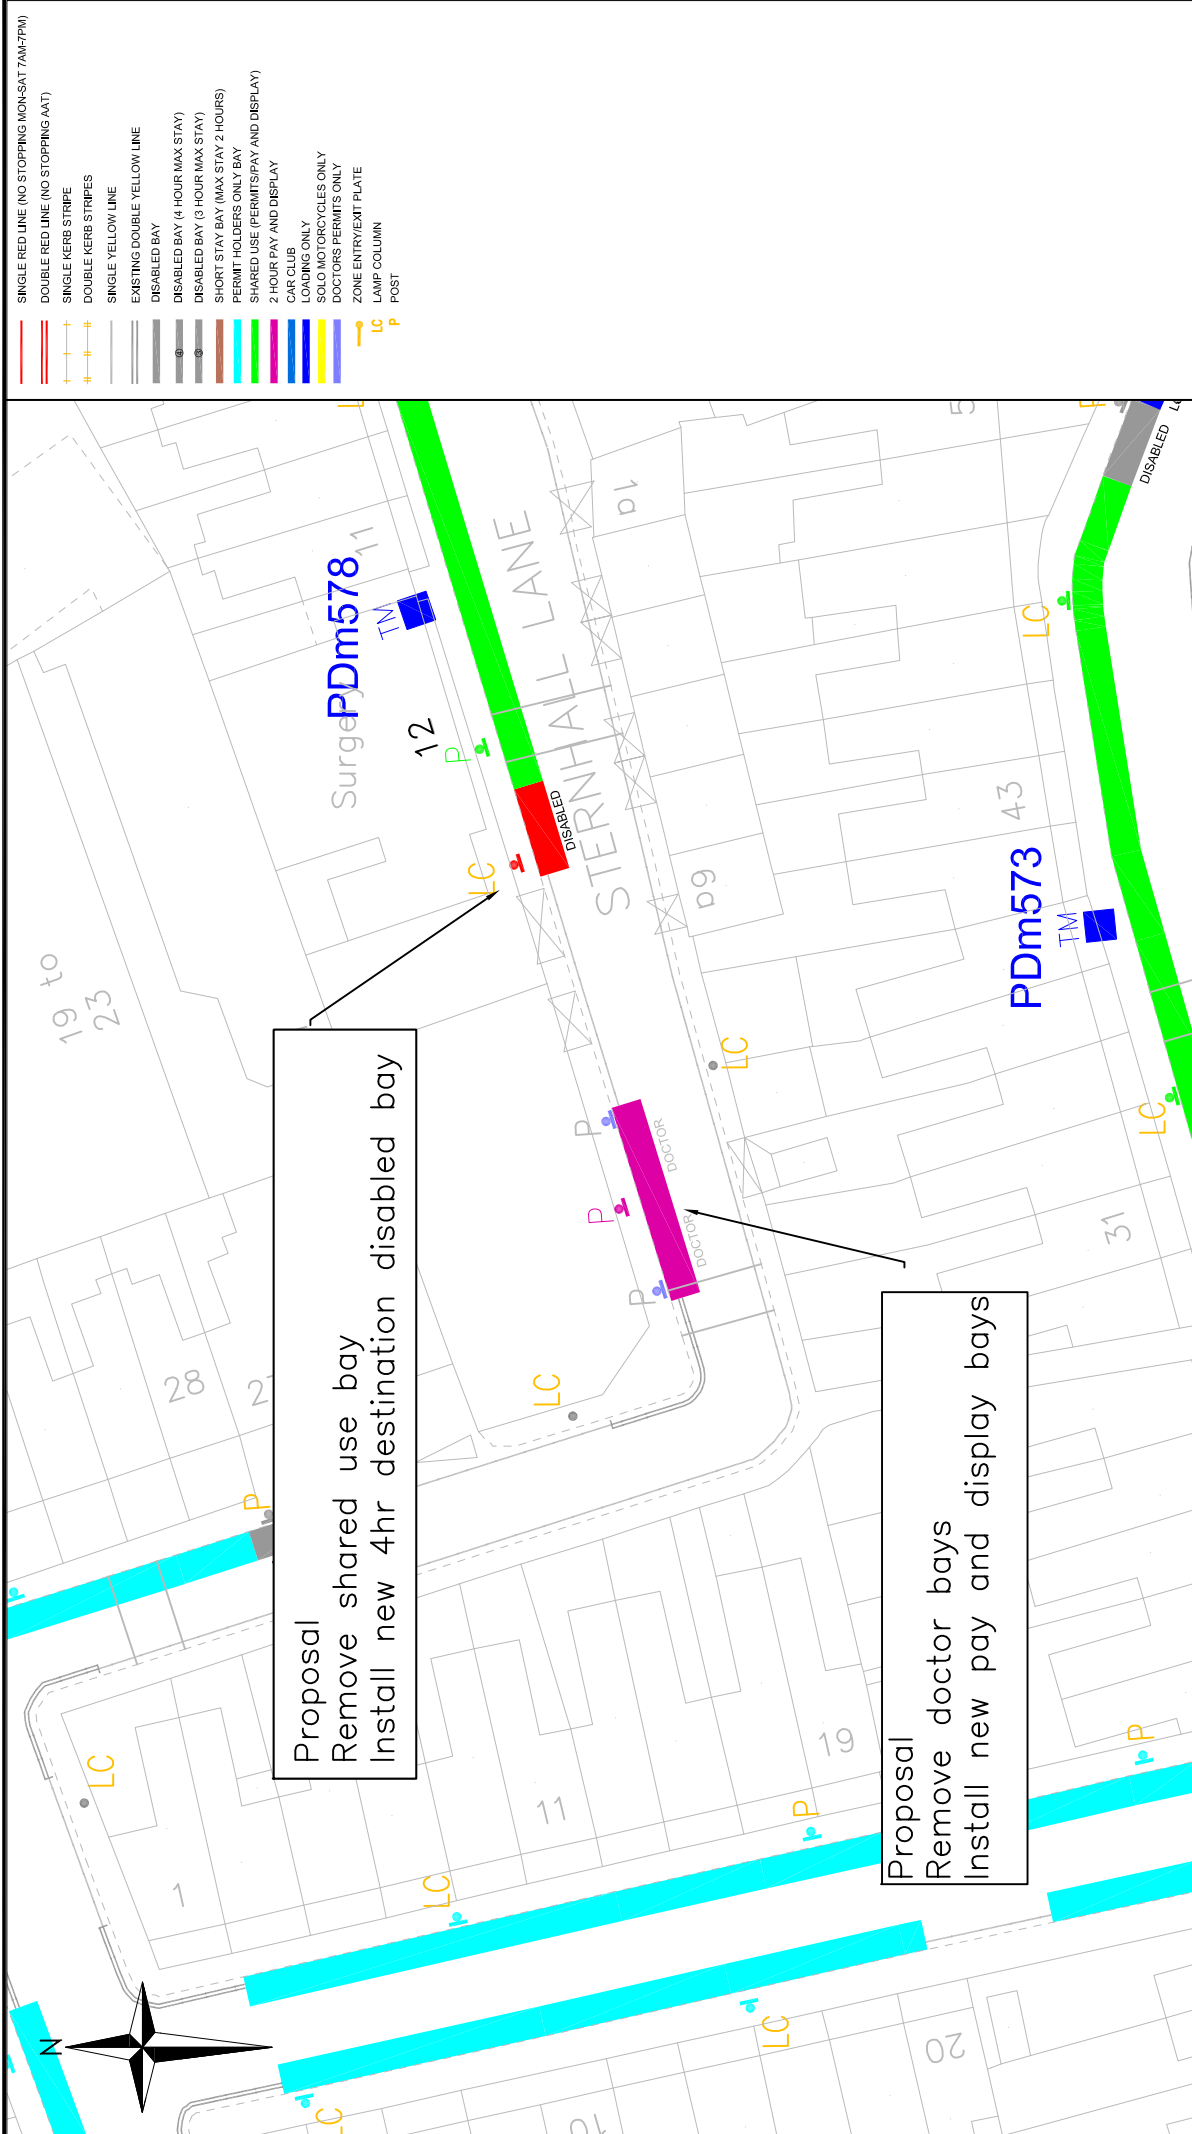 SINGLE RED LINE (NO STOPPING MON-SAT 7AM-7PM)
DOUBLE RED LINE (NO STOPPING AAT)
SINGLE KERB STRIPE
DOUBLE KERB STRIPES
SINGLE YELLOW LINE
EXISTING DOUBLE YELLOW LINE
DISABLED BAY
DISABLED BAY (4 HOUR MAX STAY)
DISABLED BAY (3 HOUR MAX STAY)
SHORT STAY BAY (MAX STAY 2 HOURS)
PERMIT HOLDERS ONLY BAY
SHARED USE (PERMITS/PAY AND DISPLAY)
2 HOUR PAY AND DISPLAY
CAR CLUB
LOADING ONLY
SOLO MOTORCYCLES ONLY
DOCTORS PERMITS ONLY
ZONE ENTRY/EXIT PLATE
LC LAMP COLUMN
P POST
PDm578
TM
11
Surgery
12
P
LC
DISABLED
STERNHALL LANE
a1
a9
19 to
23
Proposal
Remove shared use bay
Install new 4hr destination disabled bay
P
P
P
DOCTOR
DOCTOR
LC
LC
28
P
LC
1
11
19
LC
P
P
LC
LC
20
10
N
PDm573
TM
43
31
LC
LC
DISABLED
Proposal
Remove doctor bays
Install new pay and display bays